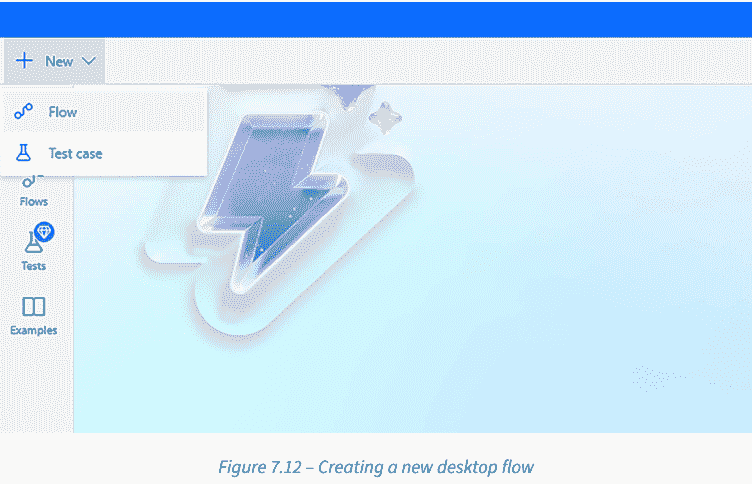 New
Flow
Test case
Flows
Tests
Examples
Figure 7.12 – Creating a new desktop flow